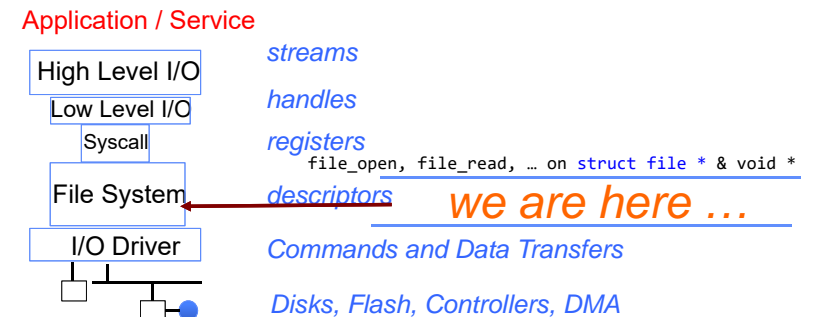 Application / Service
High Level I/O
streams
Low Level I/O
handles
Syscall
registers
file_open, file_read, … on struct file * & void *
File System
descriptors
we are here …
I/O Driver
Commands and Data Transfers
Disks, Flash, Controllers, DMA